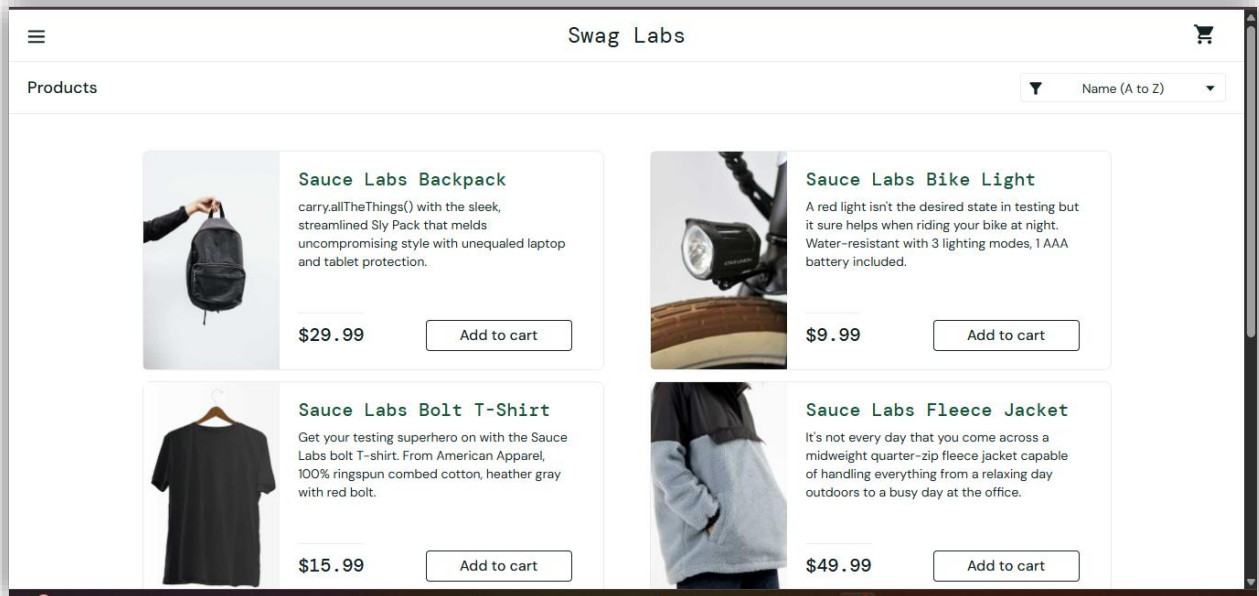 Swag Labs
Products
Name (A to Z)
Sauce Labs Backpack
carry.allTheThings() with the sleek,
streamlined Sly Pack that melds
uncompromising style with unequaled laptop
and tablet protection.
$29.99
Add to cart
Sauce Labs Bike Light
A red light isn't the desired state in testing but
it sure helps when riding your bike at night.
Water-resistant with 3 lighting modes, 1 AAA
battery included.
$9.99
Add to cart
Sauce Labs Bolt T-Shirt
Get your testing superhero on with the Sauce
Labs bolt T-shirt. From American Apparel,
100% ringspun combed cotton, heather gray
with red bolt.
$15.99
Add to cart
Sauce Labs Fleece Jacket
It's not every day that you come across a
midweight quarter-zip fleece jacket capable
of handling everything from a relaxing day
outdoors to a busy day at the office.
$49.99
Add to cart